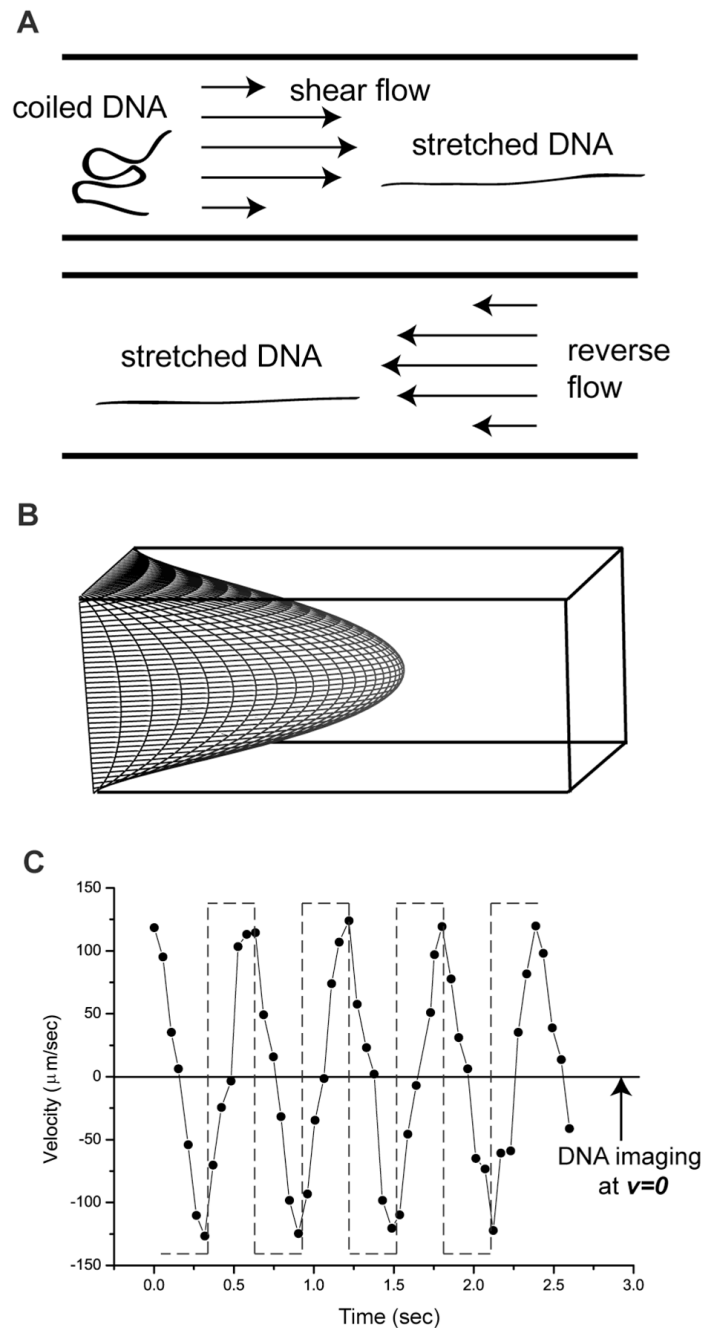 A
coiled DNA
shear flow
stretched DNA
stretched DNA
reverse
flow
B
C
Velocity (μm/sec)
150
100
50
0
-50
-100
-150
DNA imaging
at v=0
0.0 0.5 1.0 1.5 2.0 2.5 3.0
Time (sec)